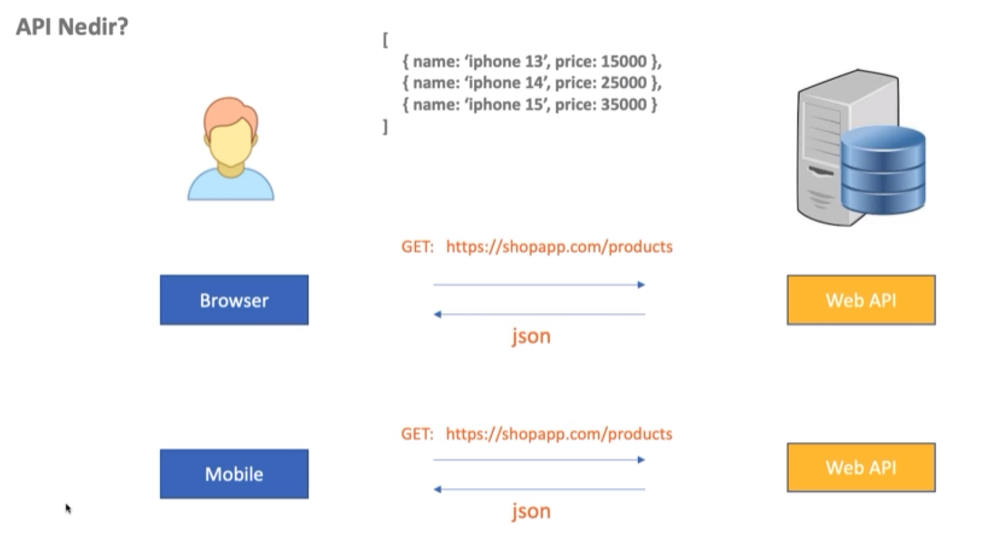 API Nedir?
[
{ name: ‘iphone 13’, price: 15000 },
{ name: ‘iphone 14’, price: 25000 },
{ name: ‘iphone 15’, price: 35000 }
]
GET: https://shopapp.com/products
Browser
Web API
json
GET: https://shopapp.com/products
Mobile
Web API
json